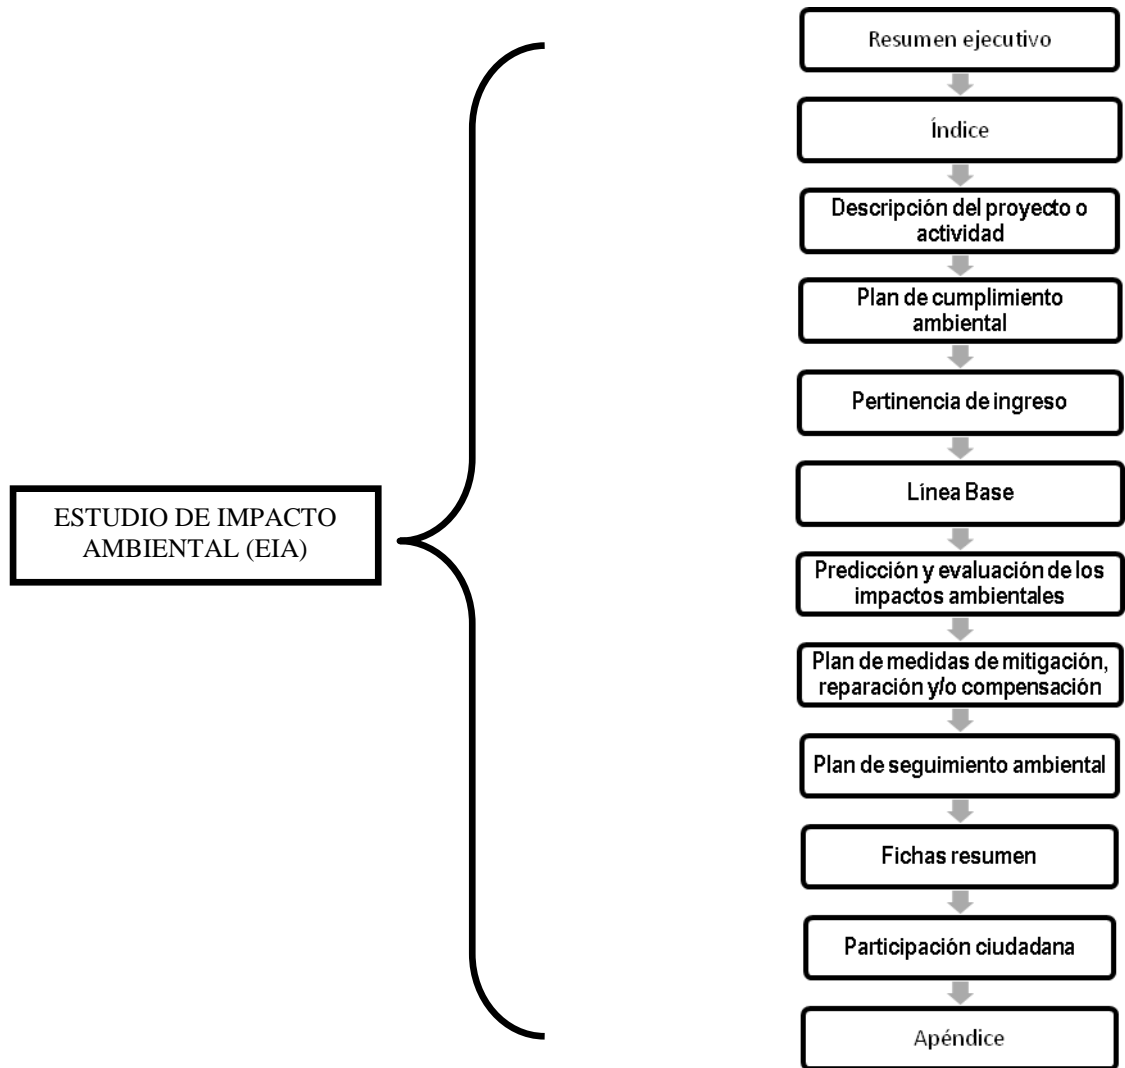 Resumen ejecutivo
Índice
Descripción del proyecto o
actividad
Plan de cumplimiento
ambiental
Pertinencia de ingreso
Línea Base
ESTUDIO DE IMPACTO
AMBIENTAL (EIA)
Predicción y evaluación de los
impactos ambientales
Plan de medidas de mitigación,
reparación y/o compensación
Plan de seguimiento ambiental
Fichas resumen
Participación ciudadana
Apéndice